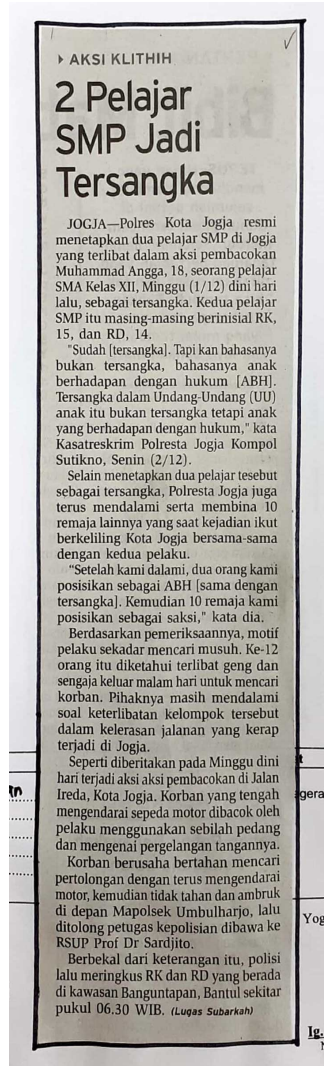 AKSI KLITHIH
2 Pelajar
SMP Jadi
Tersangka
JOGJA—Polres Kota Jogja resmi
menetapkan dua pelajar SMP di Jogja
yang terlibat dalam aksi pembacokan
Muhammad Angga, 18, seorang pelajar
SMA Kelas XII, Minggu (1/12) dini hari
lalu, sebagai tersangka. Kedua pelajar
SMP itu masing-masing berinisial RK,
15, dan RD, 14.
"Sudah [tersangka]. Tapi kan bahasanya
bukan tersangka, bahasanya anak
berhadapan dengan hukum [ABH].
Tersangka dalam Undang-Undang (UU)
anak itu bukan tersangka tetapi anak
yang berhadapan dengan hukum," kata
Kasatreskrim Polresta Jogja Kompol
Sutikno, Senin (2/12).
Selain menetapkan dua pelajar tesebut
sebagai tersangka, Polresta Jogja juga
terus mendalami serta membina 10
remaja lainnya yang saat kejadian ikut
berkeliling Kota Jogja bersama-sama
dengan kedua pelaku.
"Setelah kami dalami, dua orang kami
posisikan sebagai ABH [sama dengan
tersangka]. Kemudian 10 remaja kami
posisikan sebagai saksi," kata dia.
Berdasarkan pemeriksaannya, motif
pelaku sekadar mencari musuh. Ke-12
orang itu diketahui terlibat geng dan
sengaja keluar malam hari untuk mencari
korban. Pihaknya masih mendalami
soal keterlibatan kelompok tersebut
dalam kelerasan jalanan yang kerap
terjadi di Jogja.
Seperti diberitakan pada Minggu dini
hari terjadi aksi aksi pembacokan di Jalan
Ireda, Kota Jogja. Korban yang tengah
mengendarai sepeda motor dibacok oleh
pelaku menggunakan sebilah pedang
dan mengenai pergelangan tangannya.
Korban berusaha bertahan mencari
pertolongan dengan terus mengendarai
motor, kemudian tidak tahan dan ambruk
di depan Mapolsek Umbulharjo, lalu
ditolong petugas kepolisian dibawa ke
RSUP Prof Dr Sardjito.
Berbekal dari keterangan itu, polisi
lalu meringkus RK dan RD yang berada
di kawasan Banguntapan, Bantul sekitar
pukul 06.30 WIB. (Lugas Subarkah)
gera
Yog
Ig.